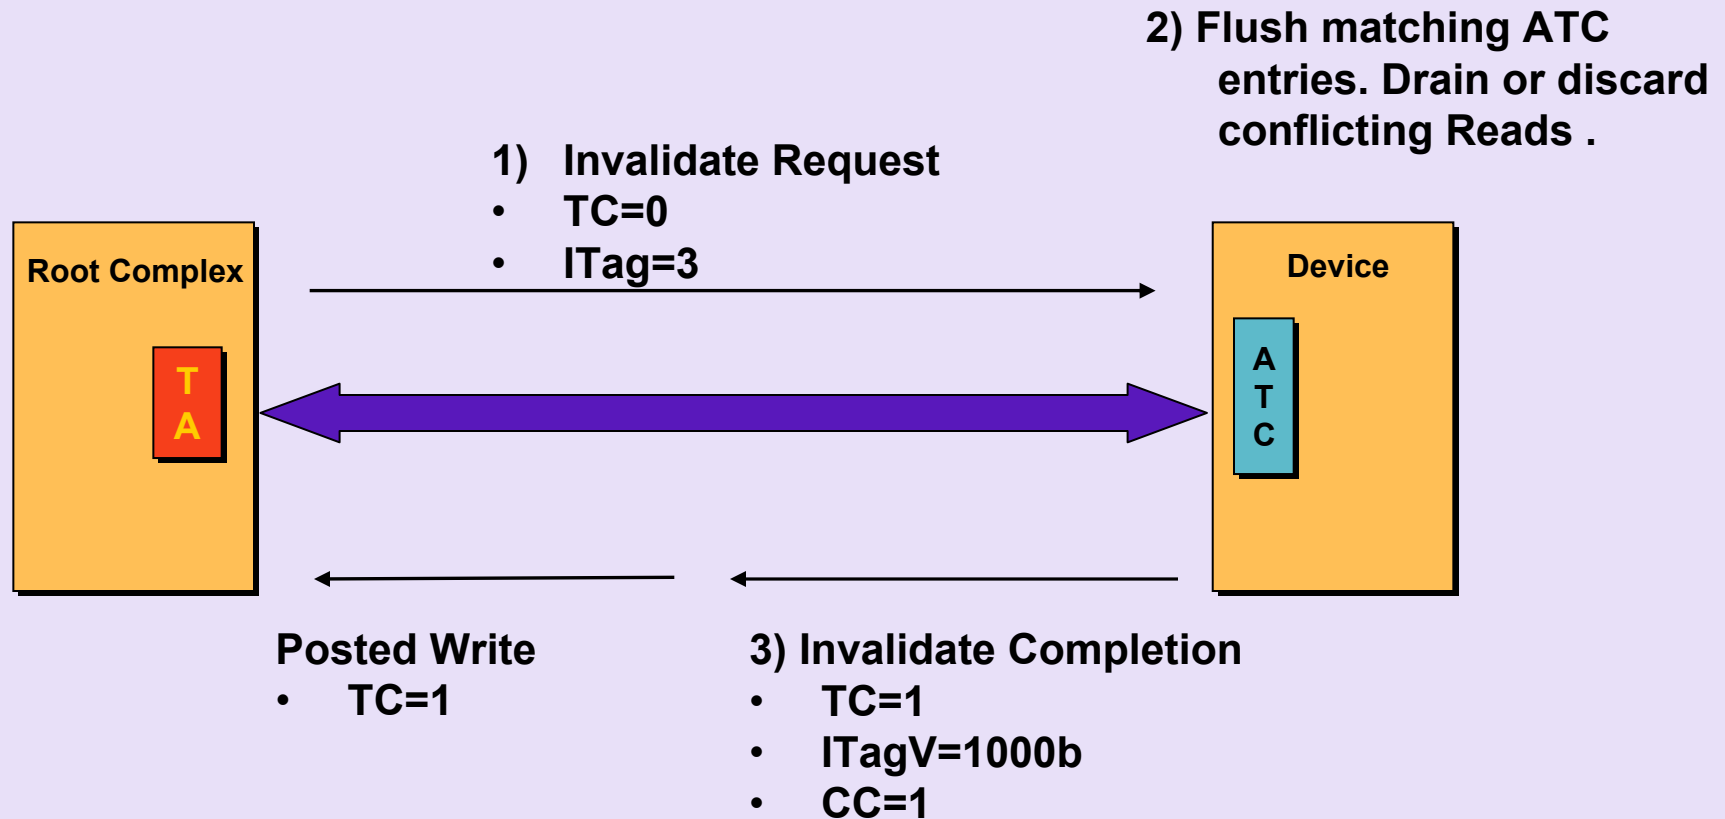 2) Flush matching ATC
entries. Drain or discard
conflicting Reads .
1) Invalidate Request
• TC=0
• ITag=3
Root Complex
T
A
Device
A
T
C
Posted Write
• TC=1
3) Invalidate Completion
• TC=1
• ITagV=1000b
• CC=1